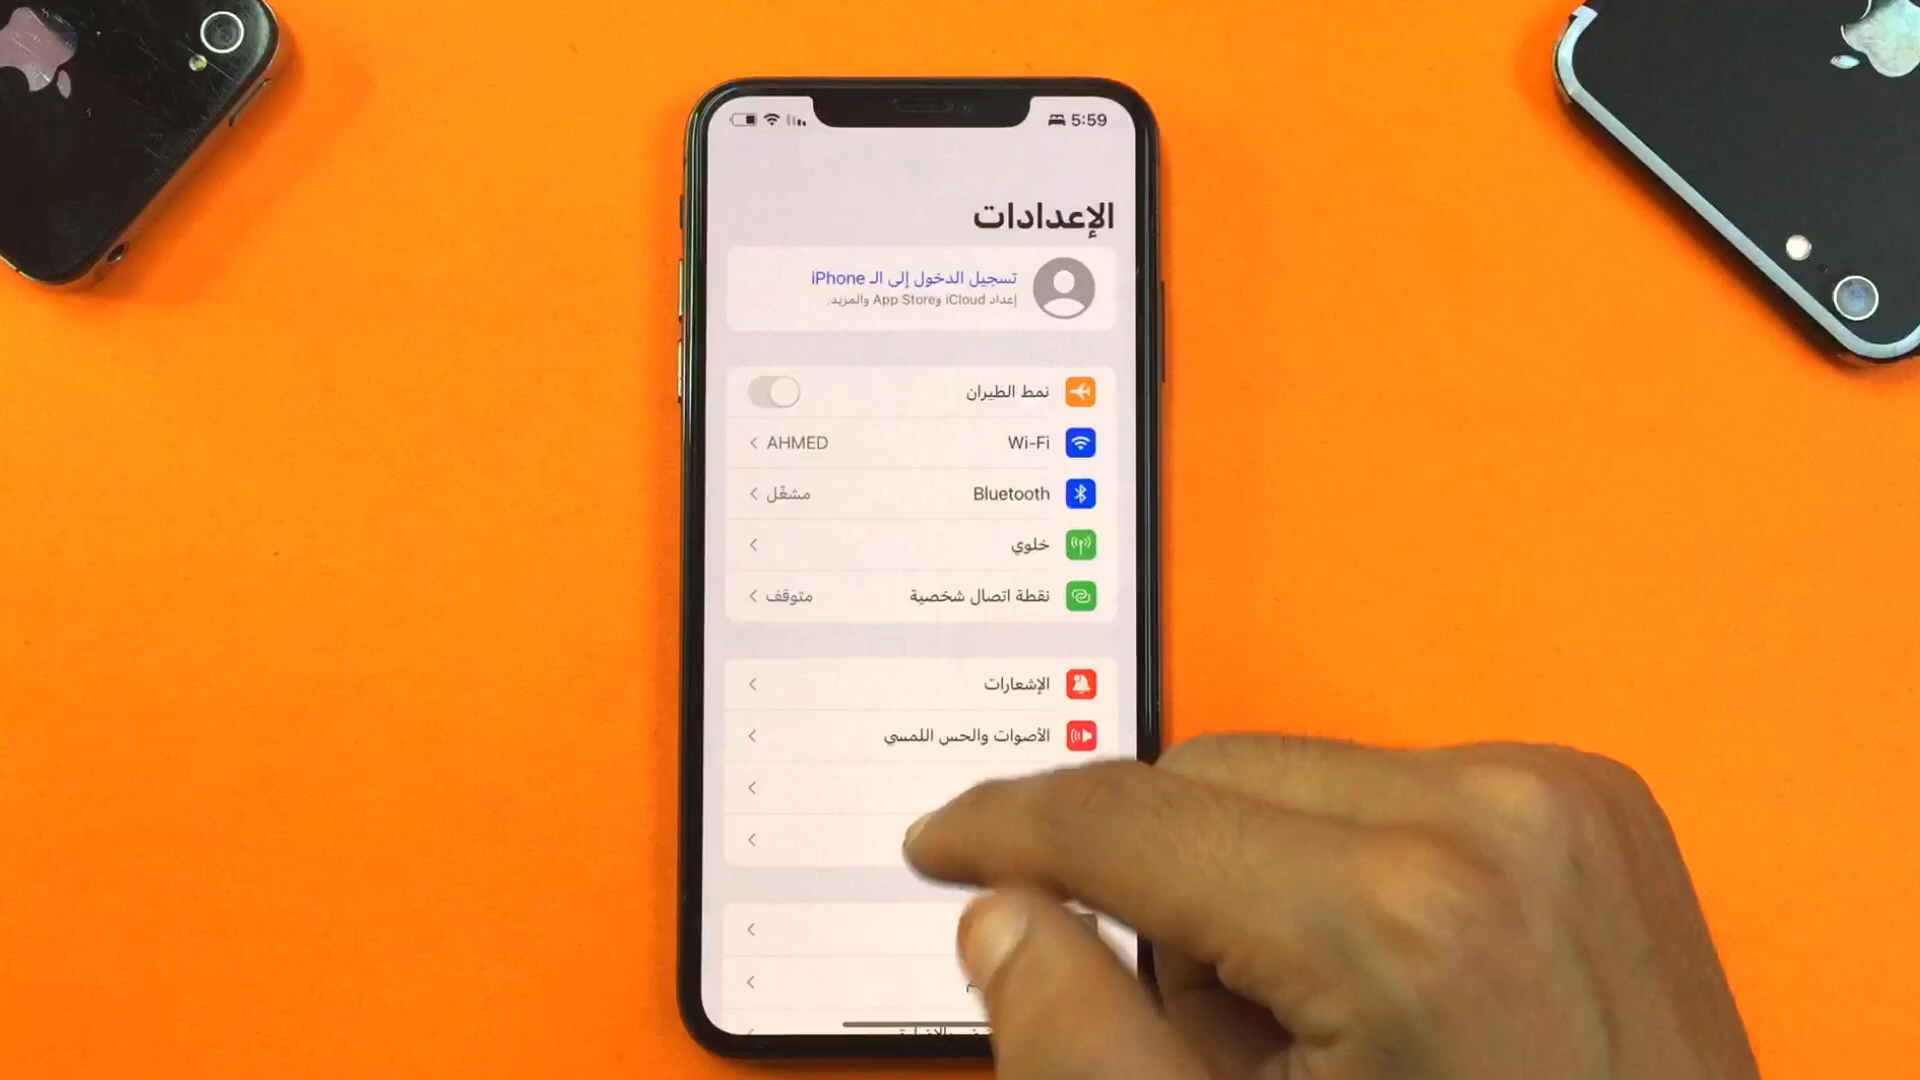 5:59
الإعدادات
تسجيل الدخول إلى الـ iPhone
إعداد iCloud وApp Store والمزيد.
نمط الطيران
Wi-Fi AHMED
Bluetooth مشغّل
خلوي
نقطة اتصال شخصية متوقف
الإشعارات
الأصوات والحس اللمسي